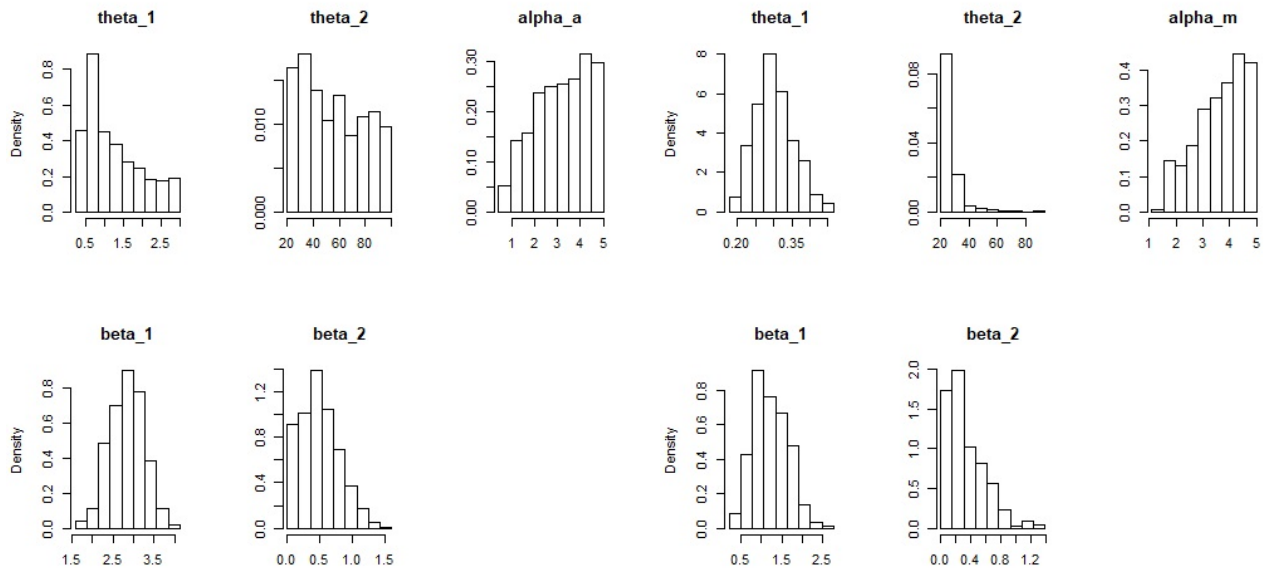 theta_1 theta_2 alpha_a theta_1 theta_2 alpha_m
Density 0.0 0.2 0.4 0.6 0.8 0.000 0.010 0.00 0.10 0.20 0.30 Density 0 2 4 6 8 0.00 0.04 0.08 0.0 0.1 0.2 0.3 0.4
0.5 1.5 2.5 20 40 60 80 1 2 3 4 5 0.20 0.35 20 40 60 80 1 2 3 4 5
beta_1 beta_2 beta_1 beta_2
Density 0.0 0.2 0.4 0.6 0.8 0.0 0.4 0.8 1.2 Density 0.0 0.2 0.4 0.6 0.8 0.0 0.5 1.0 1.5 2.0
1.5 2.5 3.5 0.0 0.5 1.0 1.5 0.5 1.5 2.5 0.0 0.4 0.8 1.2